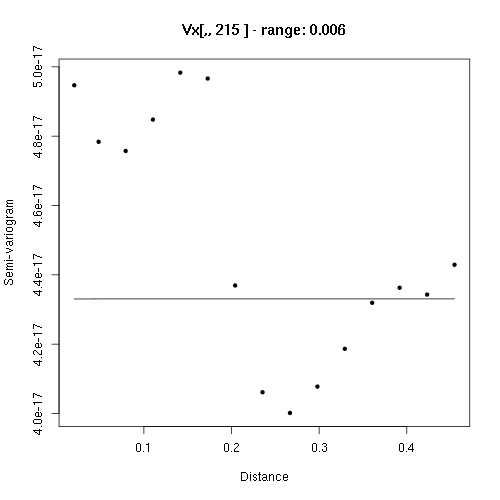 Vx[,, 215 ] - range: 0.006
Semi-variogram
5.0e-17
4.8e-17
4.6e-17
4.4e-17
4.2e-17
4.0e-17
0.1 0.2 0.3 0.4
Distance